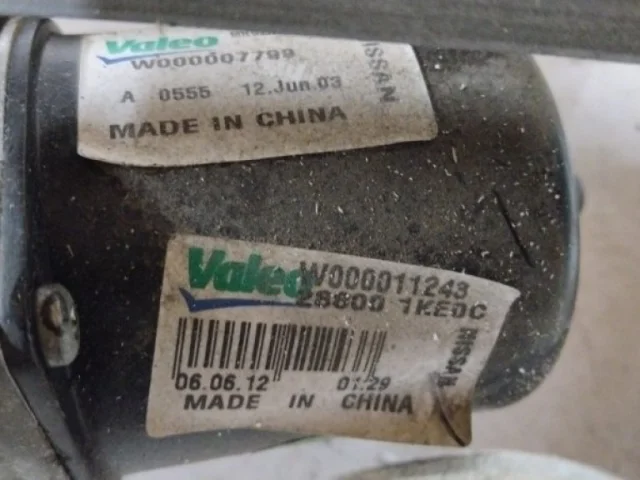 Valeo
W000007799
NISSAN
A 0555 12.Jun.03
MADE IN CHINA
Valeo W000011243
28800 1KE0C
NISSAN
06.06.12 01:29
MADE IN CHINA